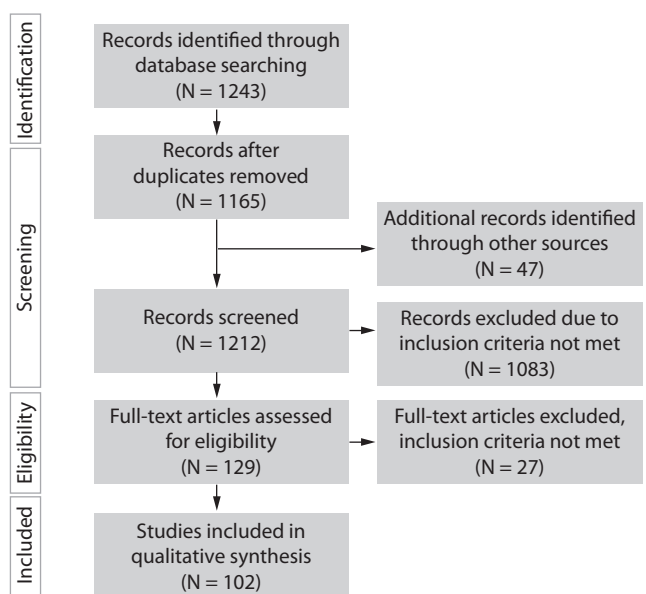 Identification
Records identified through
database searching
(N = 1243)
Screening
Records after
duplicates removed
(N = 1165)
Additional records identified
through other sources
(N = 47)
Records screened
(N = 1212)
Records excluded due to
inclusion criteria not met
(N = 1083)
Eligibility
Full-text articles assessed
for eligibility
(N = 129)
Full-text articles excluded,
inclusion criteria not met
(N = 27)
Included
Studies included in
qualitative synthesis
(N = 102)